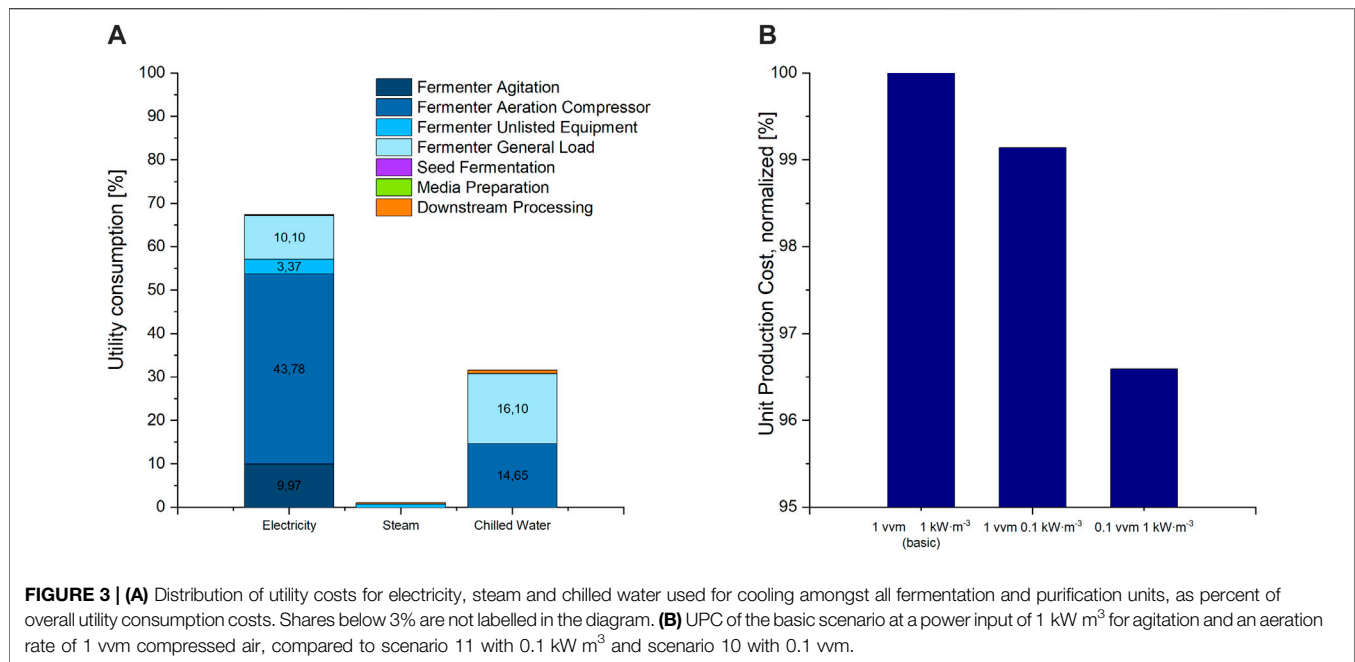 A
Utility consumption [%]
100
90
80
70
60
50
40
30
20
10
0
Fermenter Agitation
Fermenter Aeration Compressor
Fermenter Unlisted Equipment
Fermenter General Load
Seed Fermentation
Media Preparation
Downstream Processing
10,10
3,37
43,78
9,97
16,10
14,65
Electricity
Steam
Chilled Water
B
Unit Production Cost, normalized [%]
100
99
98
97
96
95
1 vvm 1 kW·m⁻³
(basic)
1 vvm 0.1 kW·m⁻³
0.1 vvm 1 kW·m⁻³
FIGURE 3 | (A) Distribution of utility costs for electricity, steam and chilled water used for cooling amongst all fermentation and purification units, as percent of
overall utility consumption costs. Shares below 3% are not labelled in the diagram. (B) UPC of the basic scenario at a power input of 1 kW m³ for agitation and an aeration
rate of 1 vvm compressed air, compared to scenario 11 with 0.1 kW m³ and scenario 10 with 0.1 vvm.